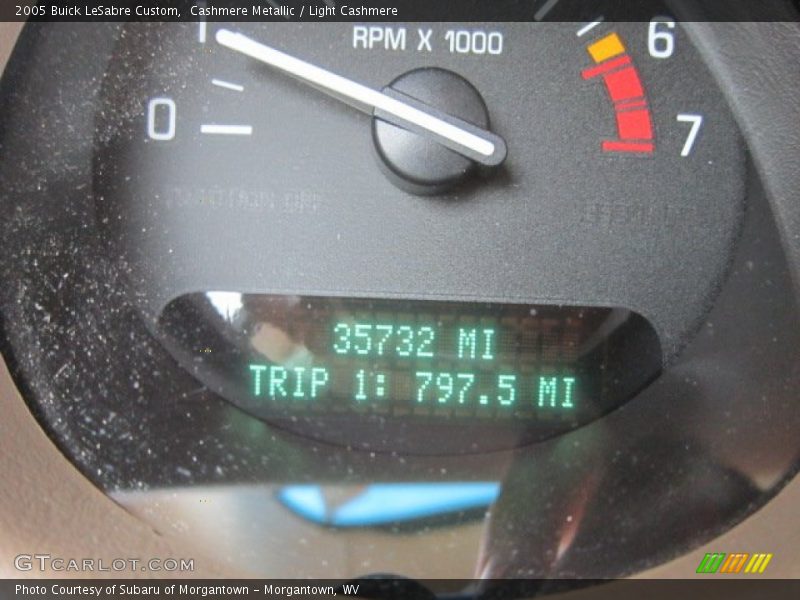 2005 Buick LeSabre Custom, Cashmere Metallic / Light Cashmere
1
RPM X 1000
6
0
7
35732 MI
TRIP 1: 797.5 MI
GTCARLOT.COM
Photo Courtesy of Subaru of Morgantown - Morgantown, WV